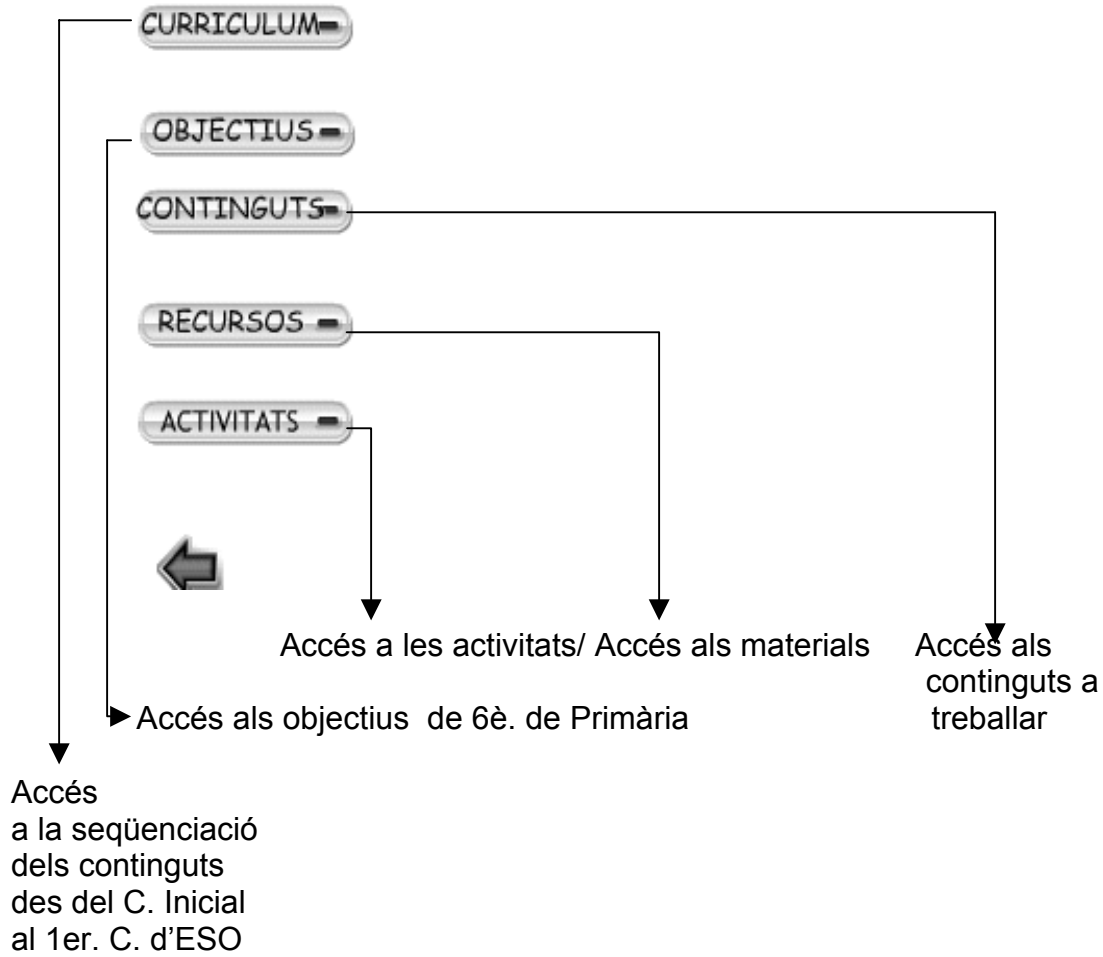 CURRICULUM
OBJECTIUS
CONTINGUTS
RECURSOS
ACTIVITATS
Accés a les activitats/ Accés als materials
Accés als
continguts a
treballar
Accés als objectius de 6è. de Primària
Accés
a la seqüenciació
dels continguts
des del C. Inicial
al 1er. C. d'ESO